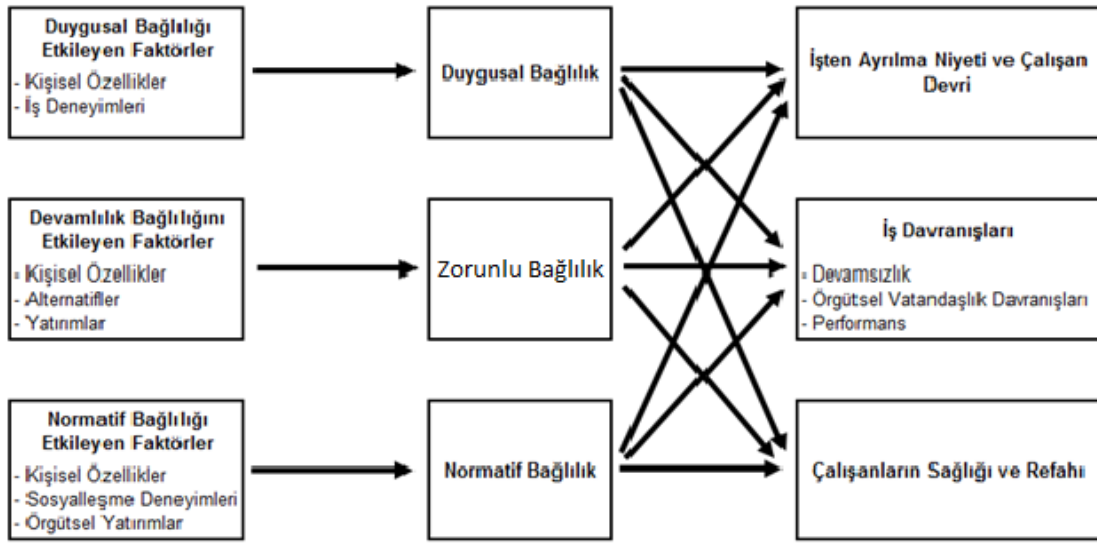 Duygusal Bağlılığı
Etkileyen Faktörler
- Kişisel Özellikler
- İş Deneyimleri
Duygusal Bağlılık
İşten Ayrılma Niyeti ve Çalışan
Devri
Devamlılık Bağlılığını
Etkileyen Faktörler
- Kişisel Özellikler
- Alternatifler
- Yatırımlar
Zorunlu Bağlılık
İş Davranışları
- Devamsızlık
- Örgütsel Vatandaşlık Davranışları
- Performans
Normatif Bağlılığı
Etkileyen Faktörler
- Kişisel Özellikler
- Sosyalleşme Deneyimleri
- Örgütsel Yatırımlar
Normatif Bağlılık
Çalışanların Sağlığı ve Refahı